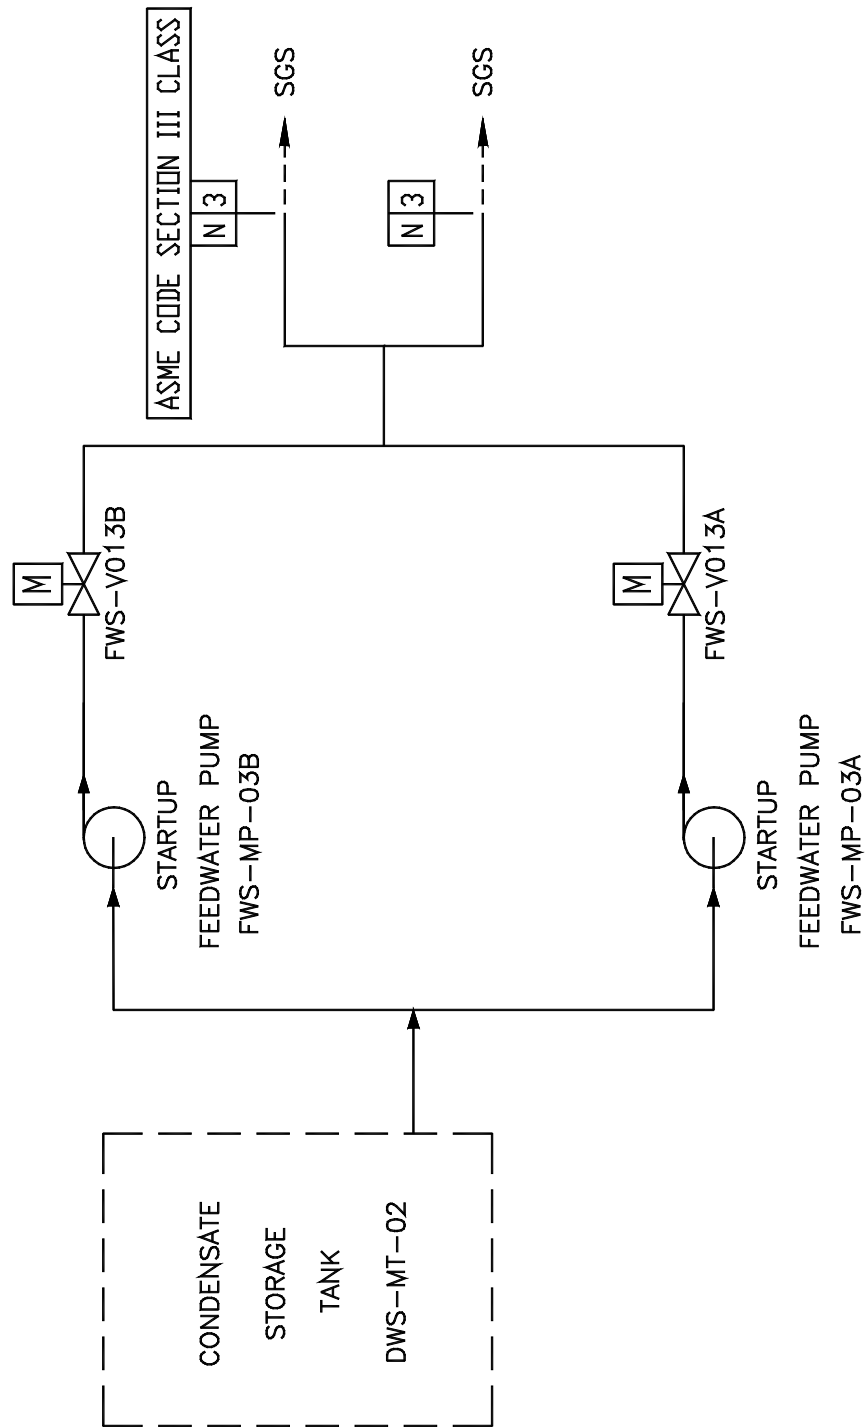 ASME CODE SECTION III CLASS
N 3
SGS
N 3
SGS
M
FWS-V013B
M
FWS-V013A
STARTUP
FEEDWATER PUMP
FWS-MP-03B
STARTUP
FEEDWATER PUMP
FWS-MP-03A
CONDENSATE
STORAGE
TANK
DWS-MT-02